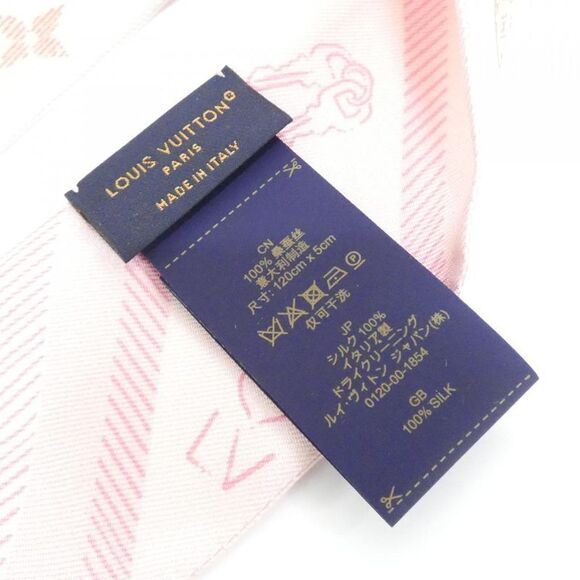 LOUIS VUITTON
PARIS
MADE IN ITALY
CN
100% 桑蚕丝
意大利制造
尺寸: 120cm x 5cm
仅可干洗
JP
シルク 100%
イタリア製
ドライクリーニング
ルイ・ヴィトン ジャパン(株)
0120-00-1854
GB
100% SILK